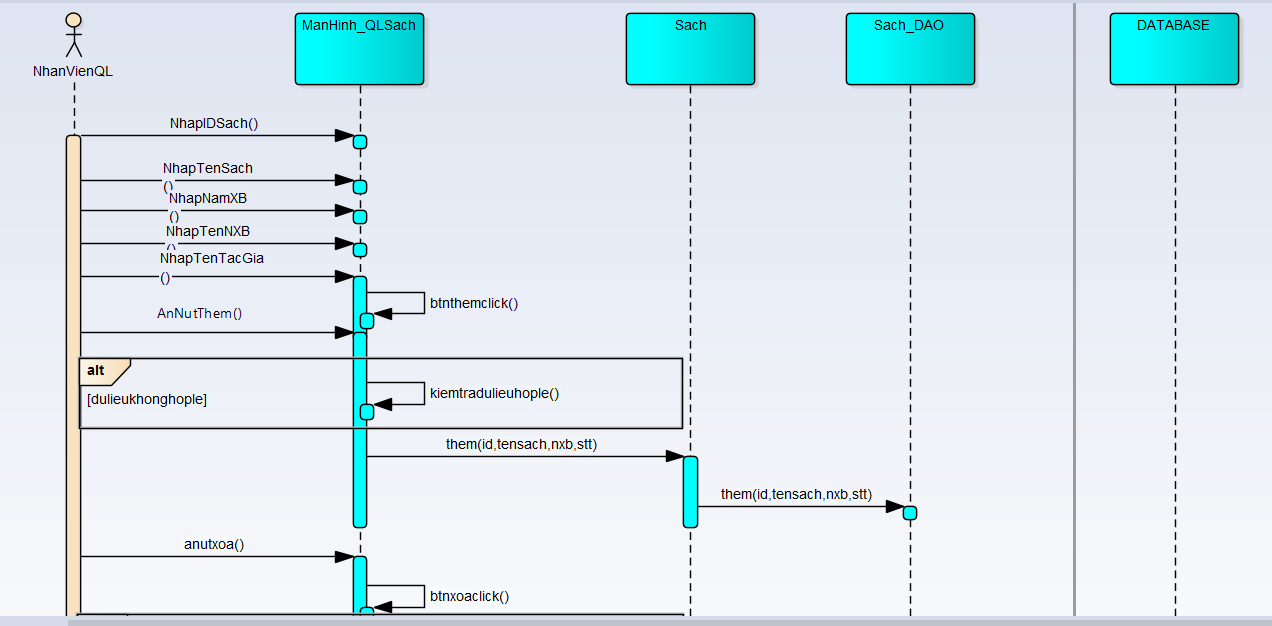 ManHinh_QLSach
Sach
Sach_DAO
DATABASE
NhanVienQL
NhapIDSach()
NhapTenSach
()
NhapNamXB
()
NhapTenNXB
()
NhapTenTacGia
()
btnthemclick()
AnNutThem()
alt
[dulieukhonghople]
kiemtradulieuhople()
them(id,tensach,nxb,stt)
them(id,tensach,nxb,stt)
anutxoa()
btnxoaclick()